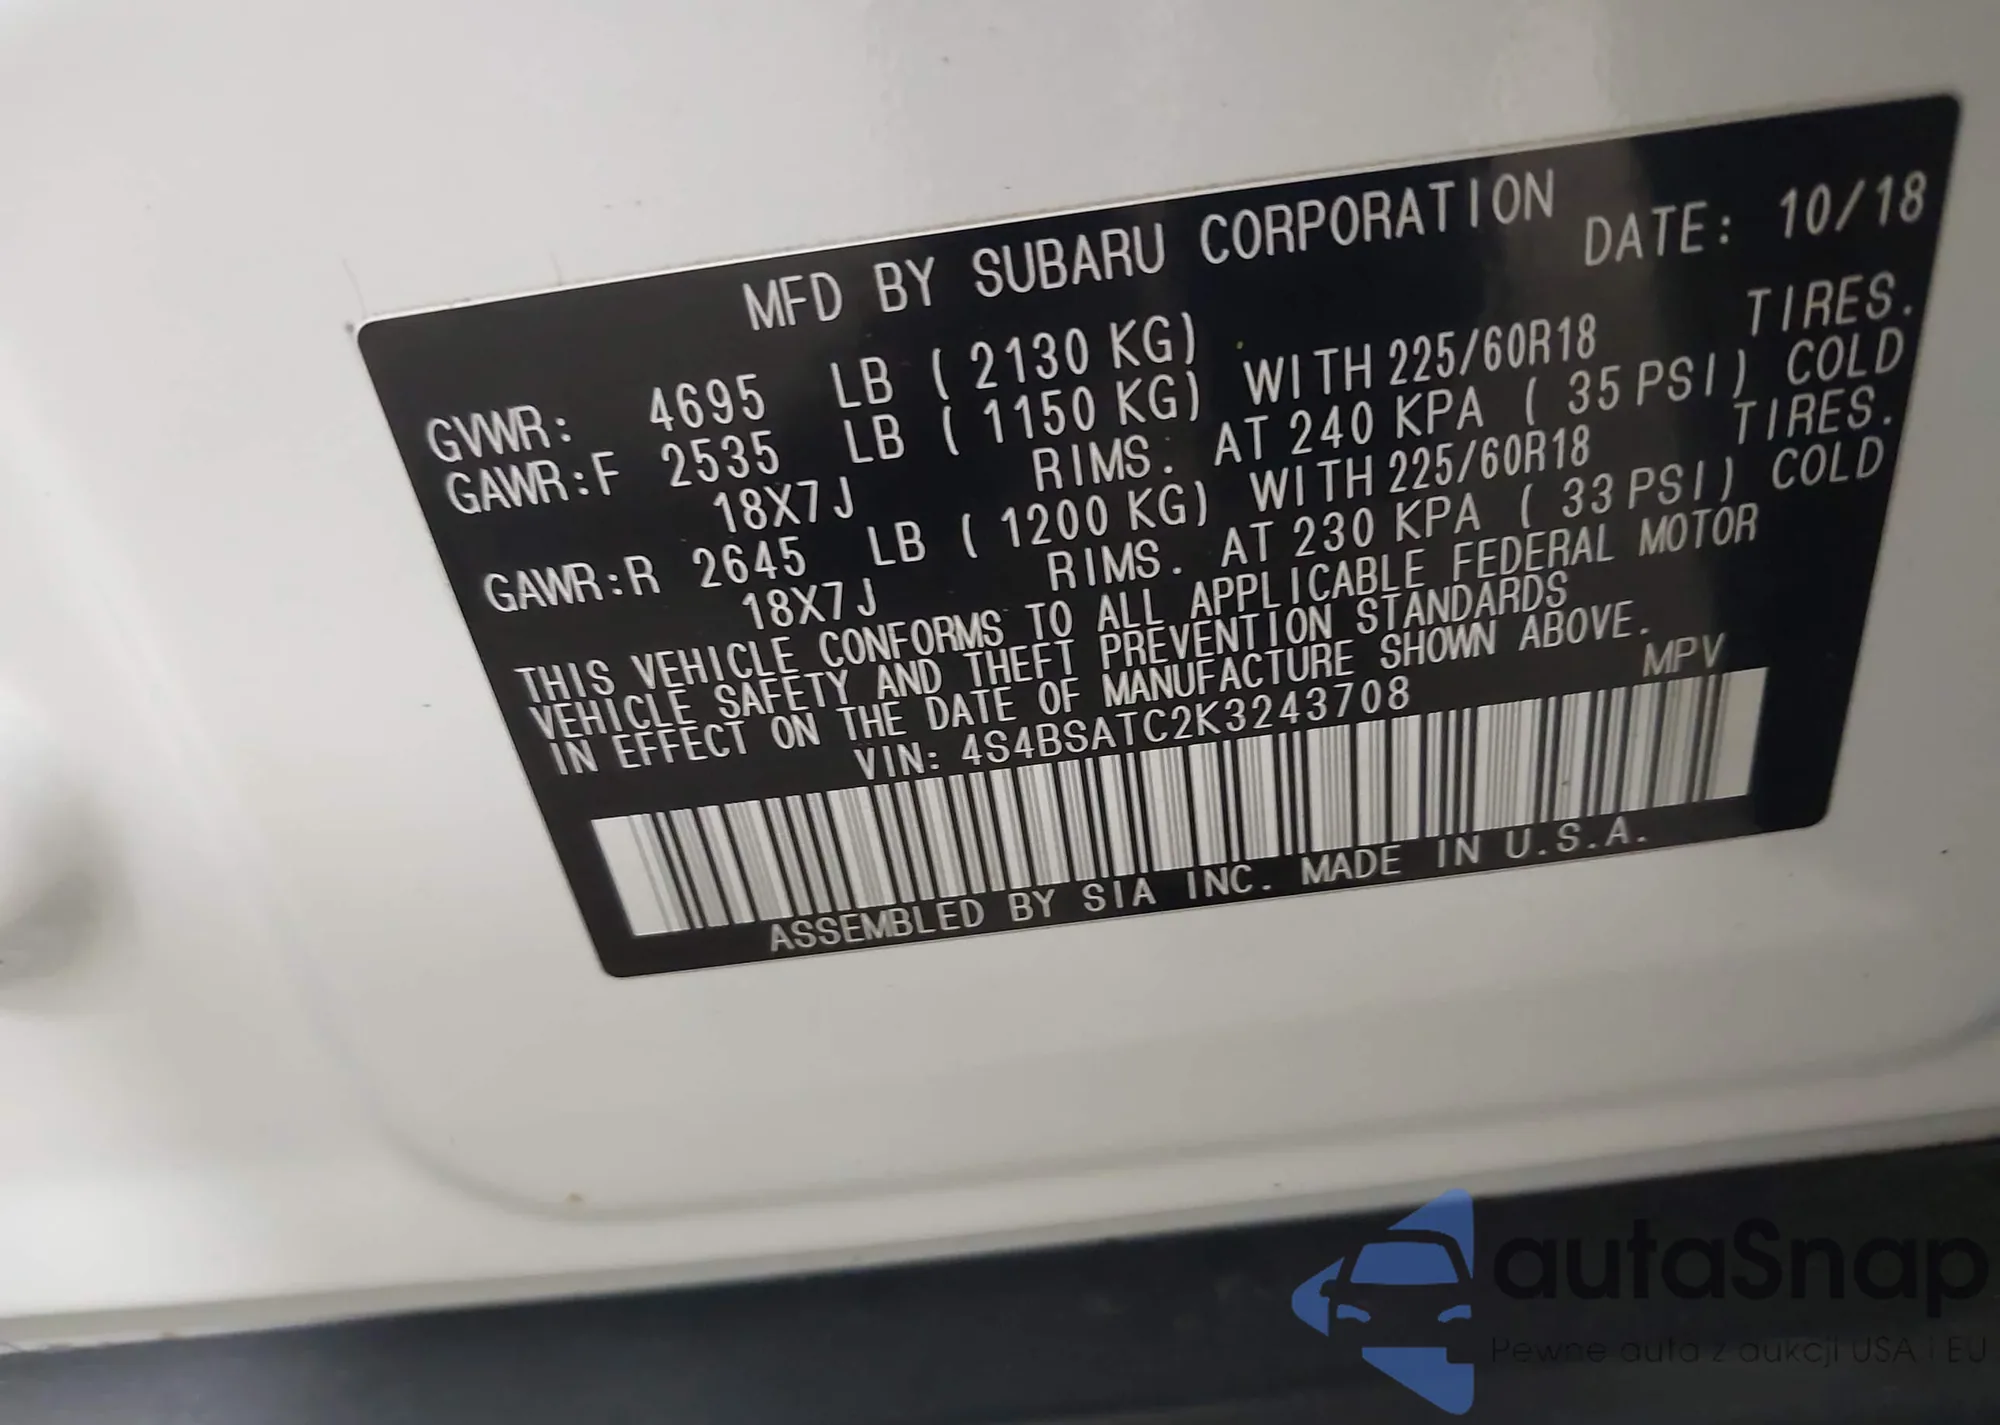 MFD BY SUBARU CORPORATION DATE: 10/18
GVWR: 4695 LB ( 2130 KG)
GAWR:F 2535 LB ( 1150 KG) WITH 225/60R18 TIRES.
18X7J RIMS. AT 240 KPA ( 35 PSI) COLD
GAWR:R 2645 LB ( 1200 KG) WITH 225/60R18 TIRES.
18X7J RIMS. AT 230 KPA ( 33 PSI) COLD
THIS VEHICLE CONFORMS TO ALL APPLICABLE FEDERAL MOTOR
VEHICLE SAFETY AND THEFT PREVENTION STANDARDS
IN EFFECT ON THE DATE OF MANUFACTURE SHOWN ABOVE.
VIN: 4S4BSATC2K3243708 MPV
ASSEMBLED BY SIA INC. MADE IN U.S.A.
autaSnap
Pewne auta z aukcji USA i EU